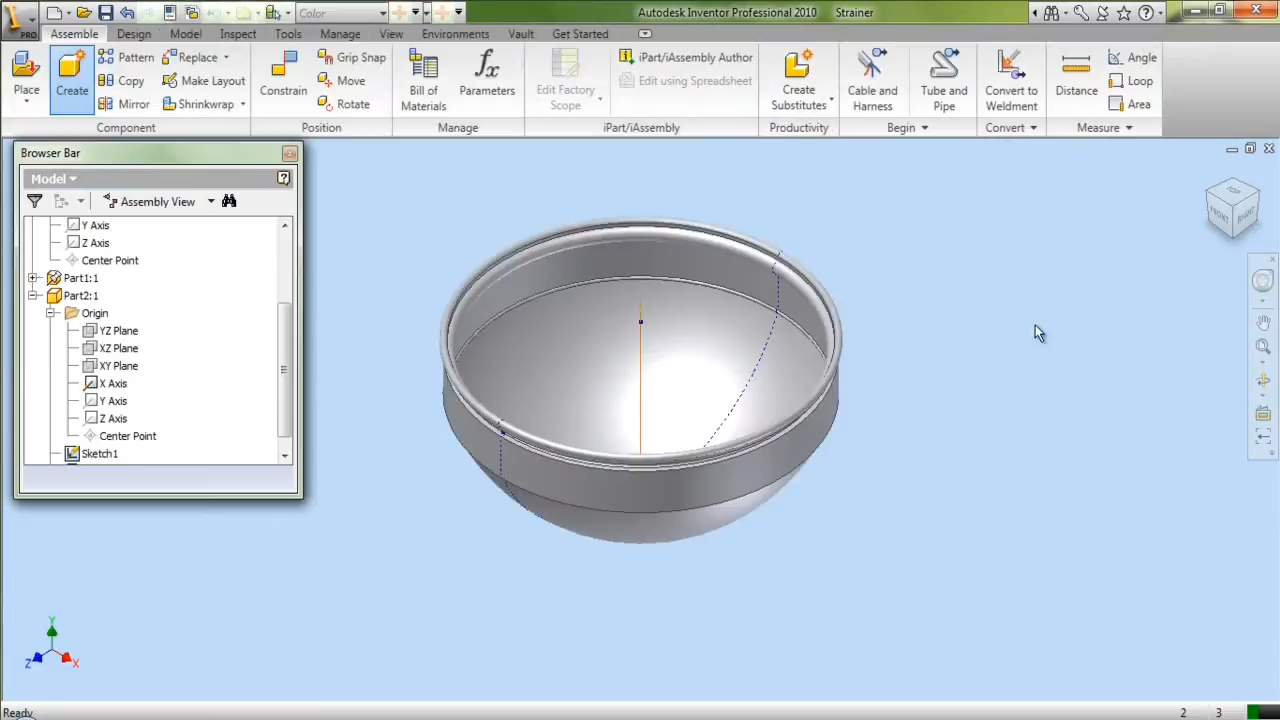 PRO
Color
Autodesk Inventor Professional 2010 Strainer
Assemble Design Model Inspect Tools Manage View Environments Vault Get Started
Place
Create
Pattern
Copy
Mirror
Replace
Make Layout
Shrinkwrap
Component
Constrain
Grip Snap
Move
Rotate
Position
Bill of
Materials
fx
Parameters
Manage
Edit Factory
Scope
iPart/iAssembly Author
Edit using Spreadsheet
iPart/iAssembly
Create
Substitutes
Productivity
Cable and
Harness
Tube and
Pipe
Begin
Convert to
Weldment
Convert
Distance
Angle
Loop
Area
Measure
Browser Bar
Model
Assembly View
Y Axis
Z Axis
Center Point
Part1:1
Part2:1
Origin
YZ Plane
XZ Plane
XY Plane
X Axis
Y Axis
Z Axis
Center Point
Sketch1
TOP
FRONT
RIGHT
Y
Z
X
Ready
2 3